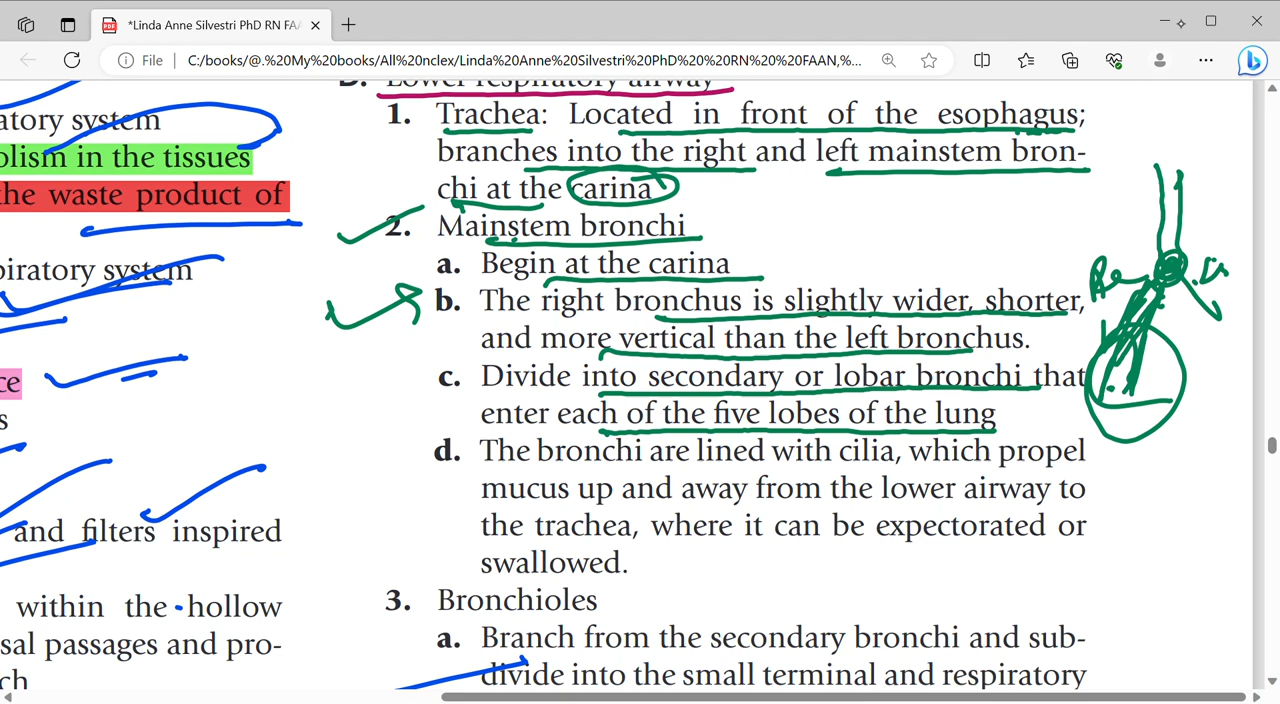 *Linda Anne Silvestri PhD RN FAA
File
C:/books/@.%20My%20books/All%20nclex/Linda%20Anne%20Silvestri%20PhD%20%20RN%20%20FAAN,%...
atory system
olism in the tissues
he waste product of
piratory system
ce
s
and filters inspired
within the hollow
sal passages and pro-
ch
D. Lower respiratory airway
1. Trachea: Located in front of the esophagus;
branches into the right and left mainstem bron-
chi at the carina
2. Mainstem bronchi
a. Begin at the carina
b. The right bronchus is slightly wider, shorter,
and more vertical than the left bronchus.
c. Divide into secondary or lobar bronchi that
enter each of the five lobes of the lung
d. The bronchi are lined with cilia, which propel
mucus up and away from the lower airway to
the trachea, where it can be expectorated or
swallowed.
3. Bronchioles
a. Branch from the secondary bronchi and sub-
divide into the small terminal and respiratory